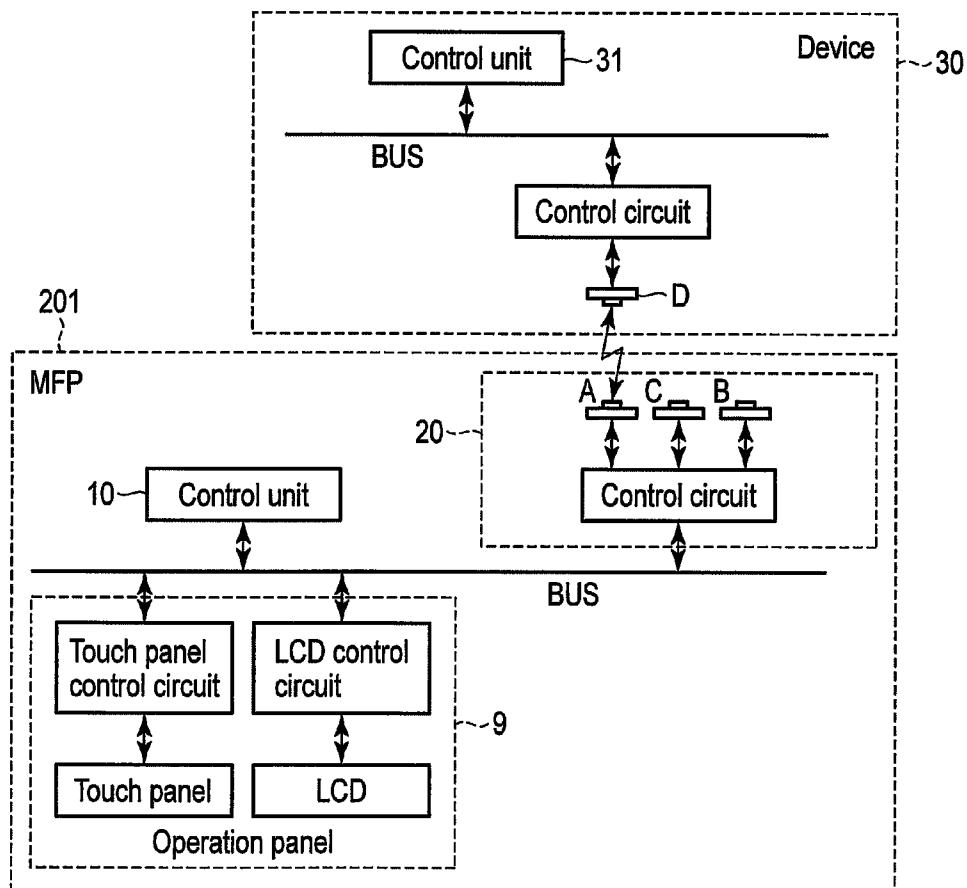 Control unit
31
Device
30
BUS
Control circuit
D
201
MFP
A
C
B
20
10
Control unit
Control circuit
BUS
Touch panel
control circuit
LCD control
circuit
9
Touch panel
LCD
Operation panel